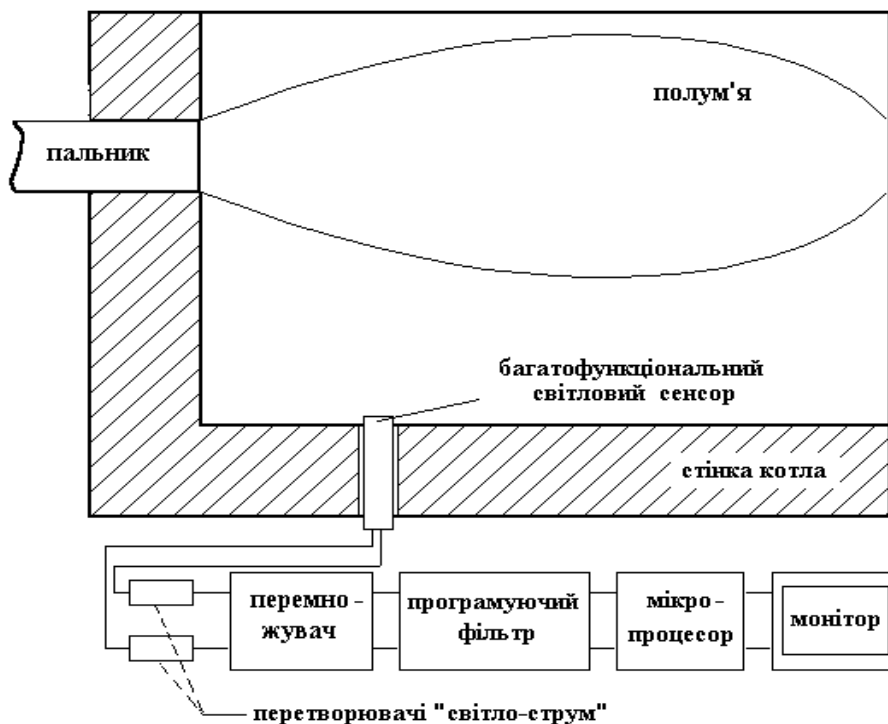 полум'я
пальник
багатофункціональний
світловий сенсор
стінка котла
перемно -
жувач
програмуючий
фільтр
мікро -
процесор
монітор
перетворювачі "світло-струм"